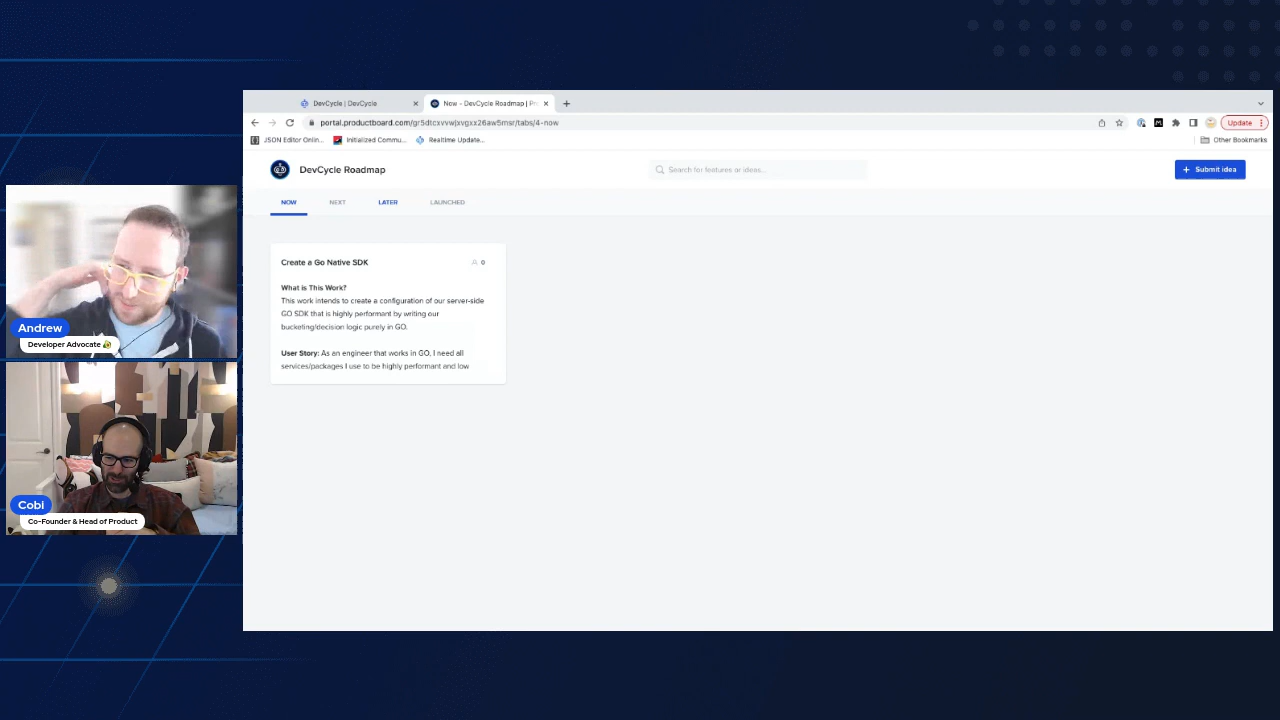 DevCycle | DevCycle
Now - DevCycle Roadmap | Pr
portal.productboard.com/gr5dtcxvvwjxvgxx26aw5msr/tabs/4-now
Update
JSON Editor Onlin...
Initialized Commu...
Realtime Update...
Other Bookmarks
DevCycle Roadmap
Search for features or ideas...
+ Submit idea
NOW
NEXT
LATER
LAUNCHED
Create a Go Native SDK
0
What is This Work?
This work intends to create a configuration of our server-side
GO SDK that is highly performant by writing our
bucketing/decision logic purely in GO.
User Story: As an engineer that works in GO, I need all
services/packages I use to be highly performant and low
Andrew
Developer Advocate 🥑
Cobi
Co-Founder & Head of Product